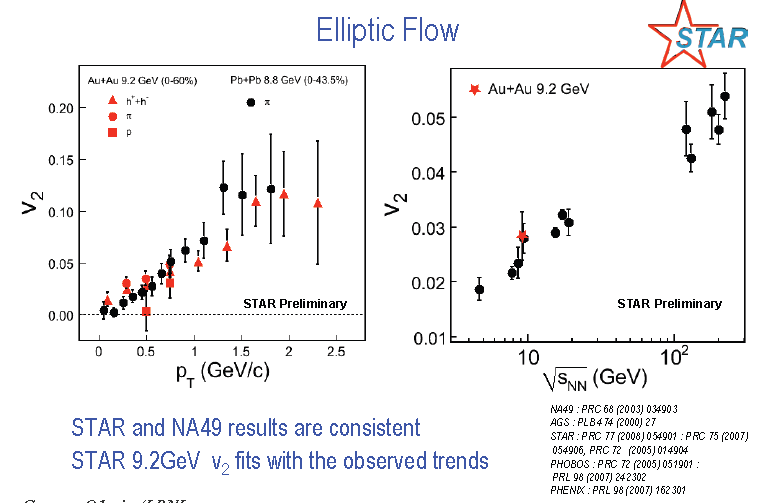 Elliptic Flow
STAR
Au+Au 9.2 GeV (0-60%)
h⁺+h⁻
π
p
Pb+Pb 8.8 GeV (0-43.5%)
π
0.20
0.15
0.10
0.05
0.00
v₂
STAR Preliminary
0 0.5 1 1.5 2 2.5
p_T (GeV/c)
Au+Au 9.2 GeV
0.05
0.04
0.03
0.02
0.01
v₂
STAR Preliminary
10 10²
√s_NN (GeV)
STAR and NA49 results are consistent
STAR 9.2GeV v₂ fits with the observed trends
NA49 : PRC 68 (2003) 034903
AGS : PLB 474 (2000) 27
STAR : PRC 77 (2008) 054901 : PRC 75 (2007)
054906, PRC 72 (2005) 014904
PHOBOS : PRC 72 (2005) 051901 :
PRL 98 (2007) 242302
PHENIX : PRL 98 (2007) 162301